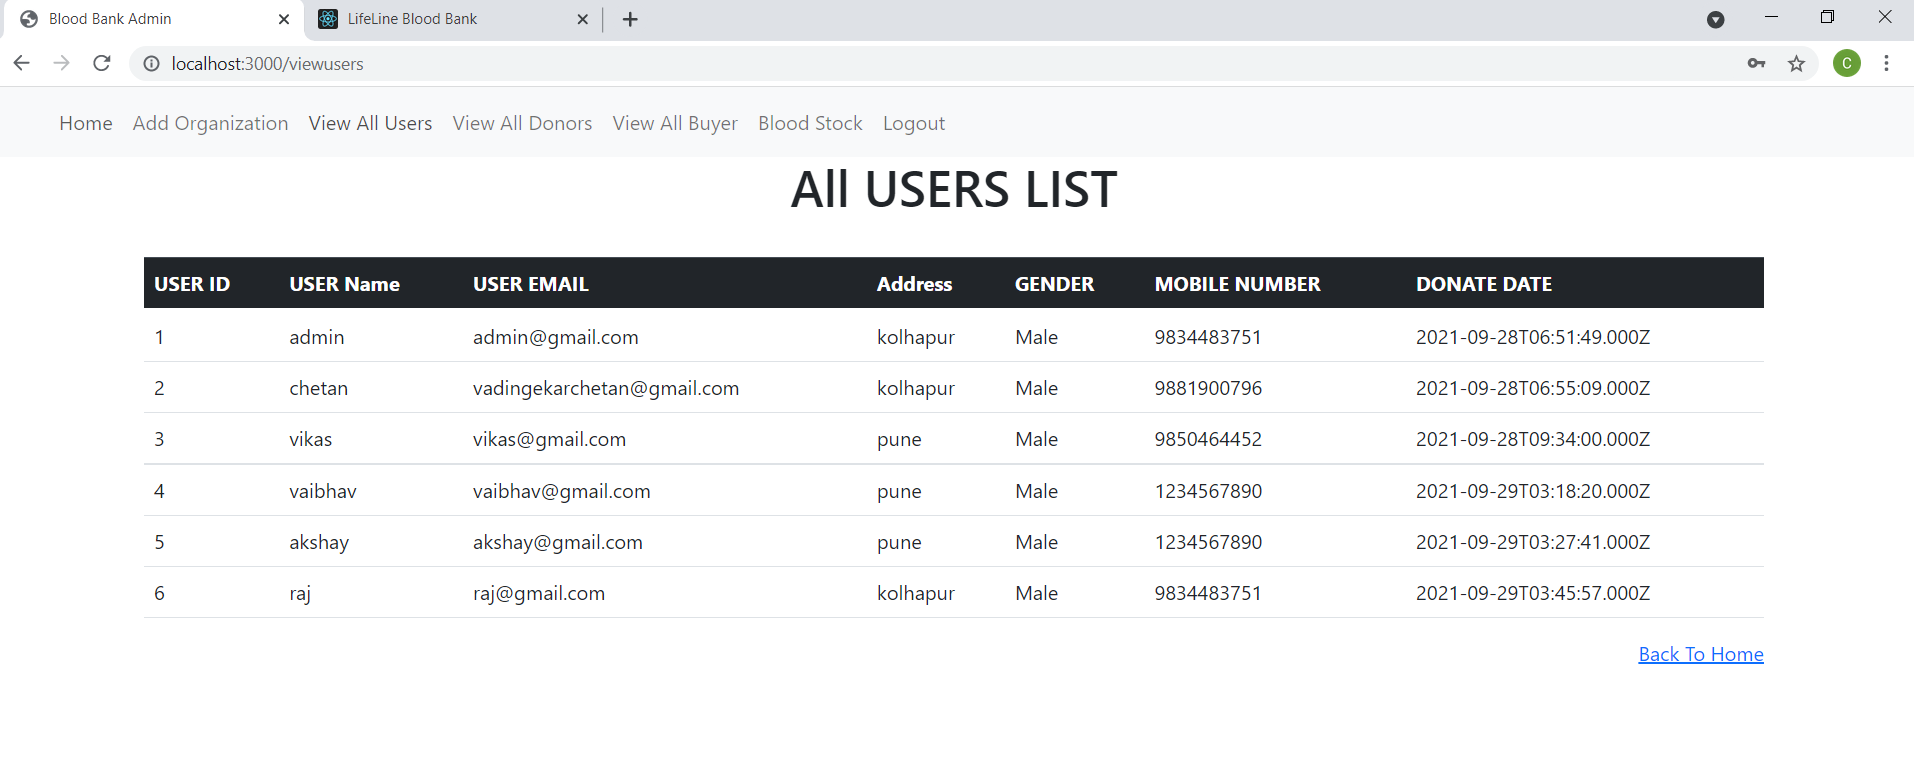 Blood Bank Admin LifeLine Blood Bank
localhost:3000/viewusers C
Home Add Organization View All Users View All Donors View All Buyer Blood Stock Logout
All USERS LIST
USER ID USER Name USER EMAIL Address GENDER MOBILE NUMBER DONATE DATE
1 admin admin@gmail.com kolhapur Male 9834483751 2021-09-28T06:51:49.000Z
2 chetan vadingekarchetan@gmail.com kolhapur Male 9881900796 2021-09-28T06:55:09.000Z
3 vikas vikas@gmail.com pune Male 9850464452 2021-09-28T09:34:00.000Z
4 vaibhav vaibhav@gmail.com pune Male 1234567890 2021-09-29T03:18:20.000Z
5 akshay akshay@gmail.com pune Male 1234567890 2021-09-29T03:27:41.000Z
6 raj raj@gmail.com kolhapur Male 9834483751 2021-09-29T03:45:57.000Z
Back To Home